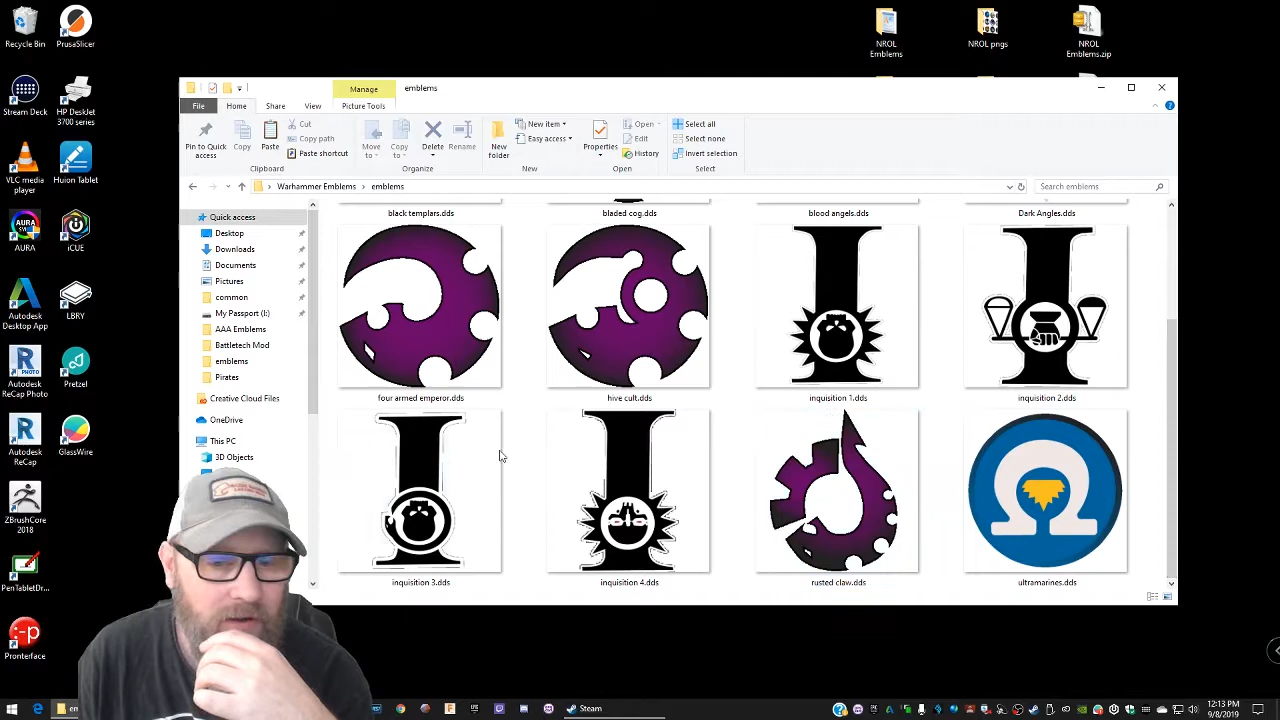 Recycle Bin
PrusaSlicer
NROL Emblems
NROL pngs
NROL Emblems.zip
Manage
emblems
File
Home
Share
View
Picture Tools
Stream Deck
HP DeskJet 3700 series
Pin to Quick access
Copy
Paste
Cut
Copy path
Paste shortcut
Move to
Copy to
Delete
Rename
New folder
New item
Easy access
Properties
Open
Edit
History
Select all
Select none
Invert selection
Clipboard
Organize
New
Open
Select
VLC media player
Huion Tablet
Warhammer Emblems
emblems
Search emblems
Quick access
Desktop
Downloads
Documents
Pictures
common
My Passport (I:)
AAA Emblems
Battletech Mod
emblems
Pirates
Creative Cloud Files
OneDrive
This PC
3D Objects
black templars.dds
bladed cog.dds
blood angels.dds
Dark Angles.dds
AURA
iCUE
Autodesk Desktop App
LBRY
Autodesk ReCap Photo
Pretzel
four armed emperor.dds
hive cult.dds
inquisition 1.dds
inquisition 2.dds
Autodesk ReCap
GlassWire
ZBrushCore 2018
PenTabletDr...
Pronterface
inquisition 3.dds
inquisition 4.dds
rusted claw.dds
ultramarines.dds
Steam
12:13 PM
9/8/2019